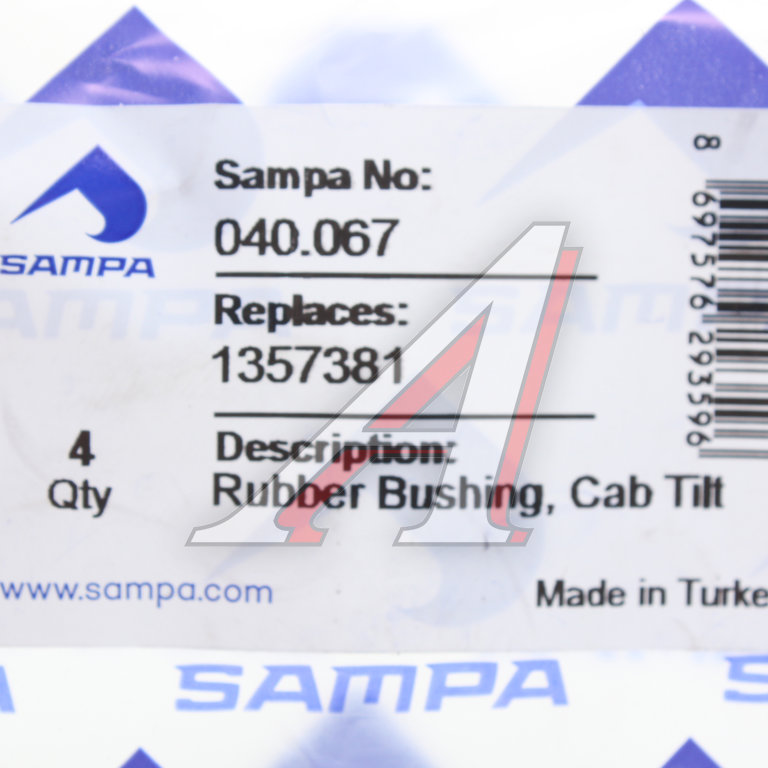 SAMPA
Sampa No:
040.067
Replaces:
1357381
4
Qty
Description:
Rubber Bushing, Cab Tilt
www.sampa.com
Made in Turke
8 697576 293596
SAMPA